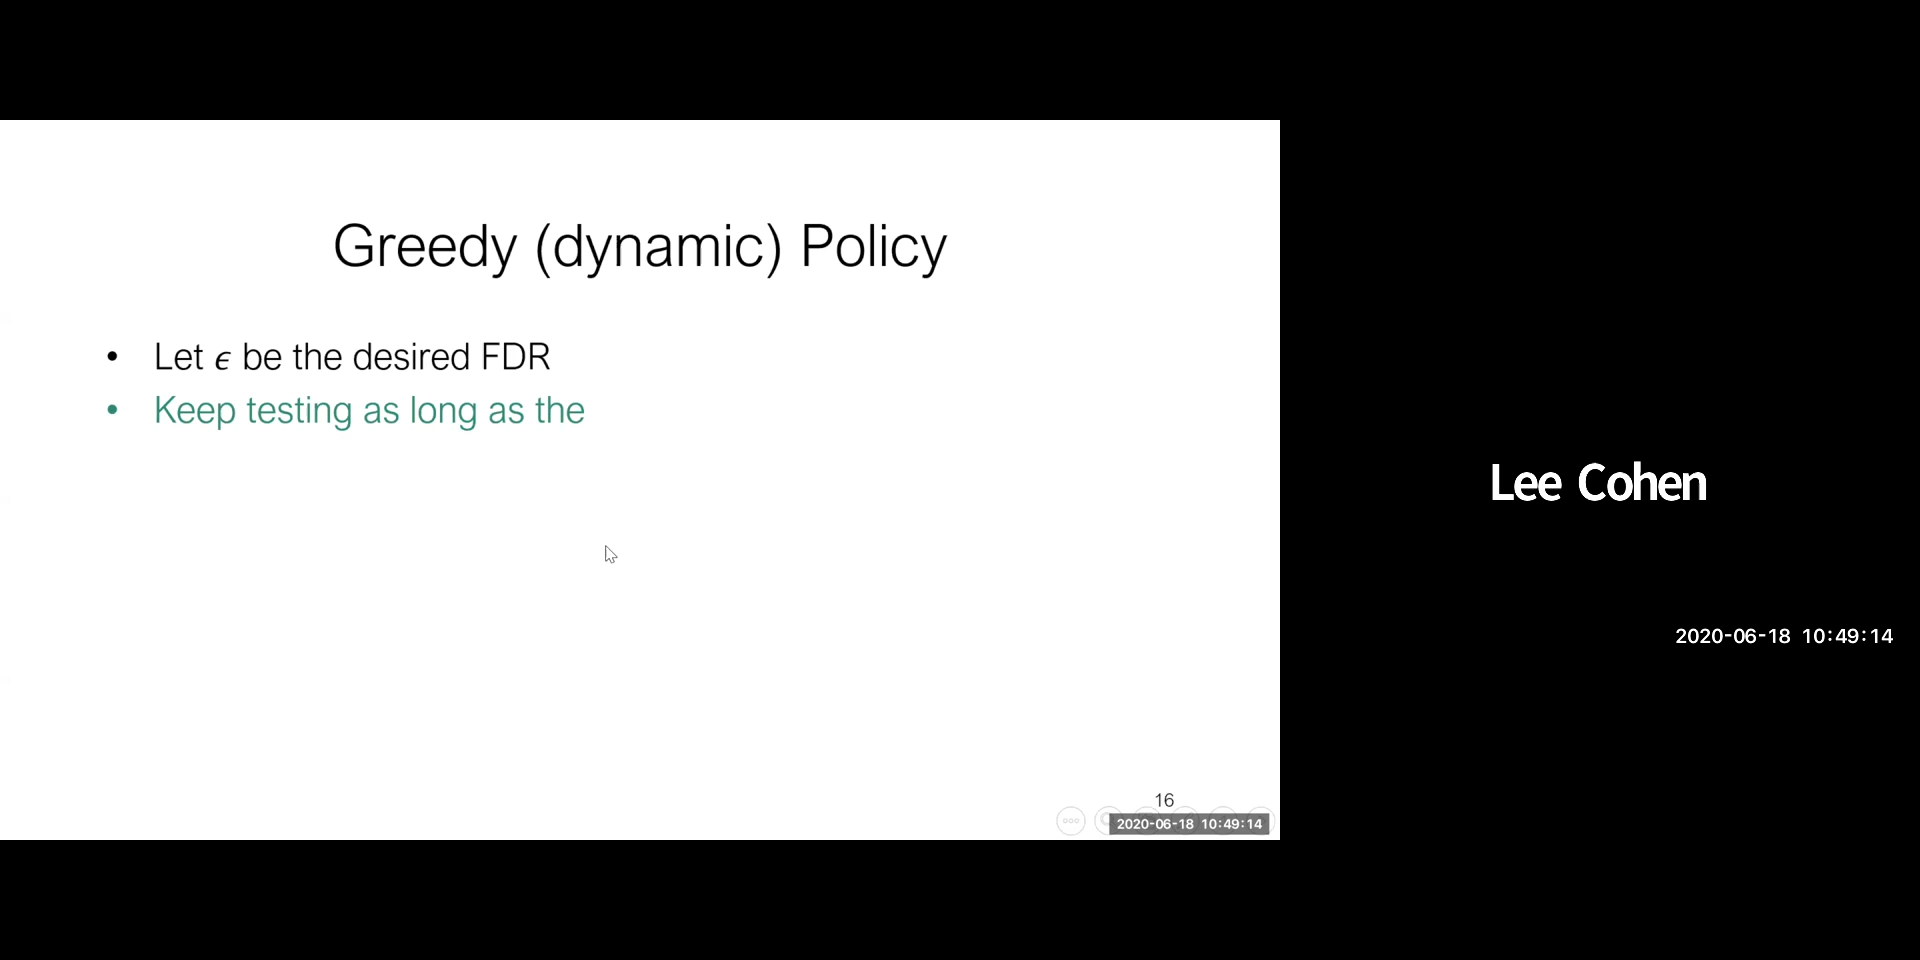 Greedy (dynamic) Policy
• Let ϵ be the desired FDR
• Keep testing as long as the
Lee Cohen
2020-06-18 10:49:14
16
2020-06-18 10:49:14